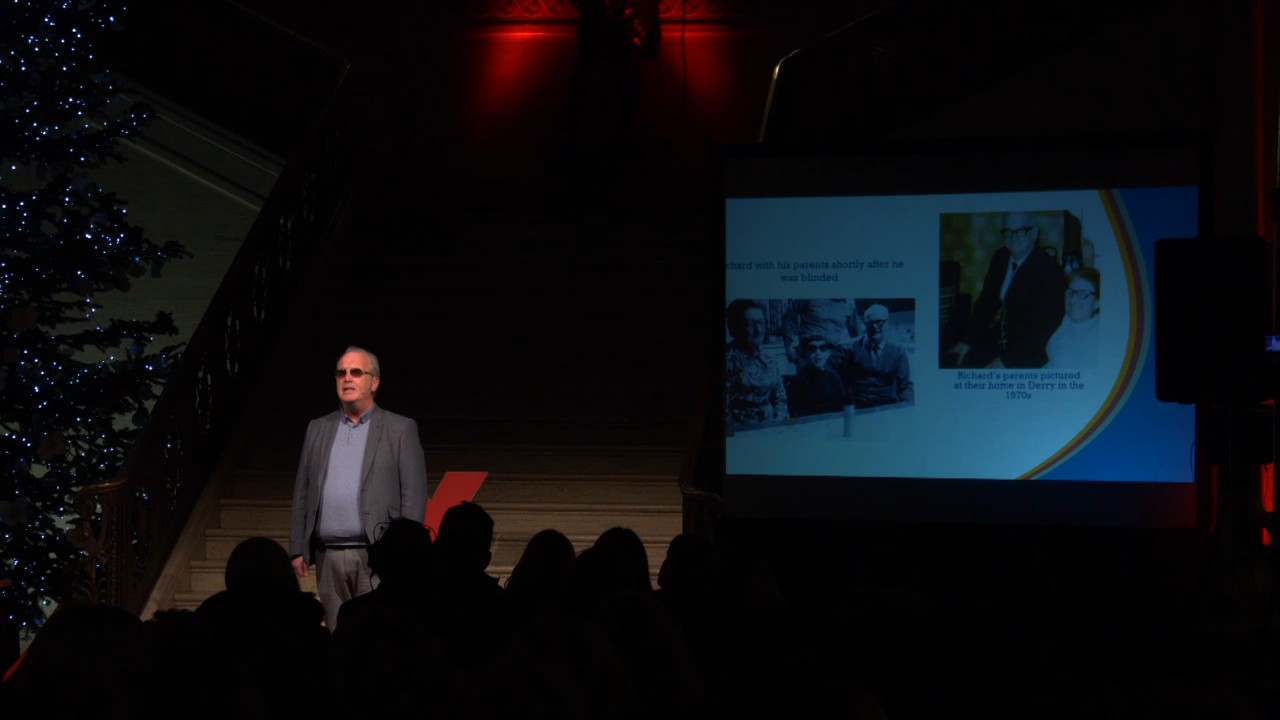 chard with his parents shortly after he
was blinded
Richard's parents pictured
at their home in Derry in the
1970s